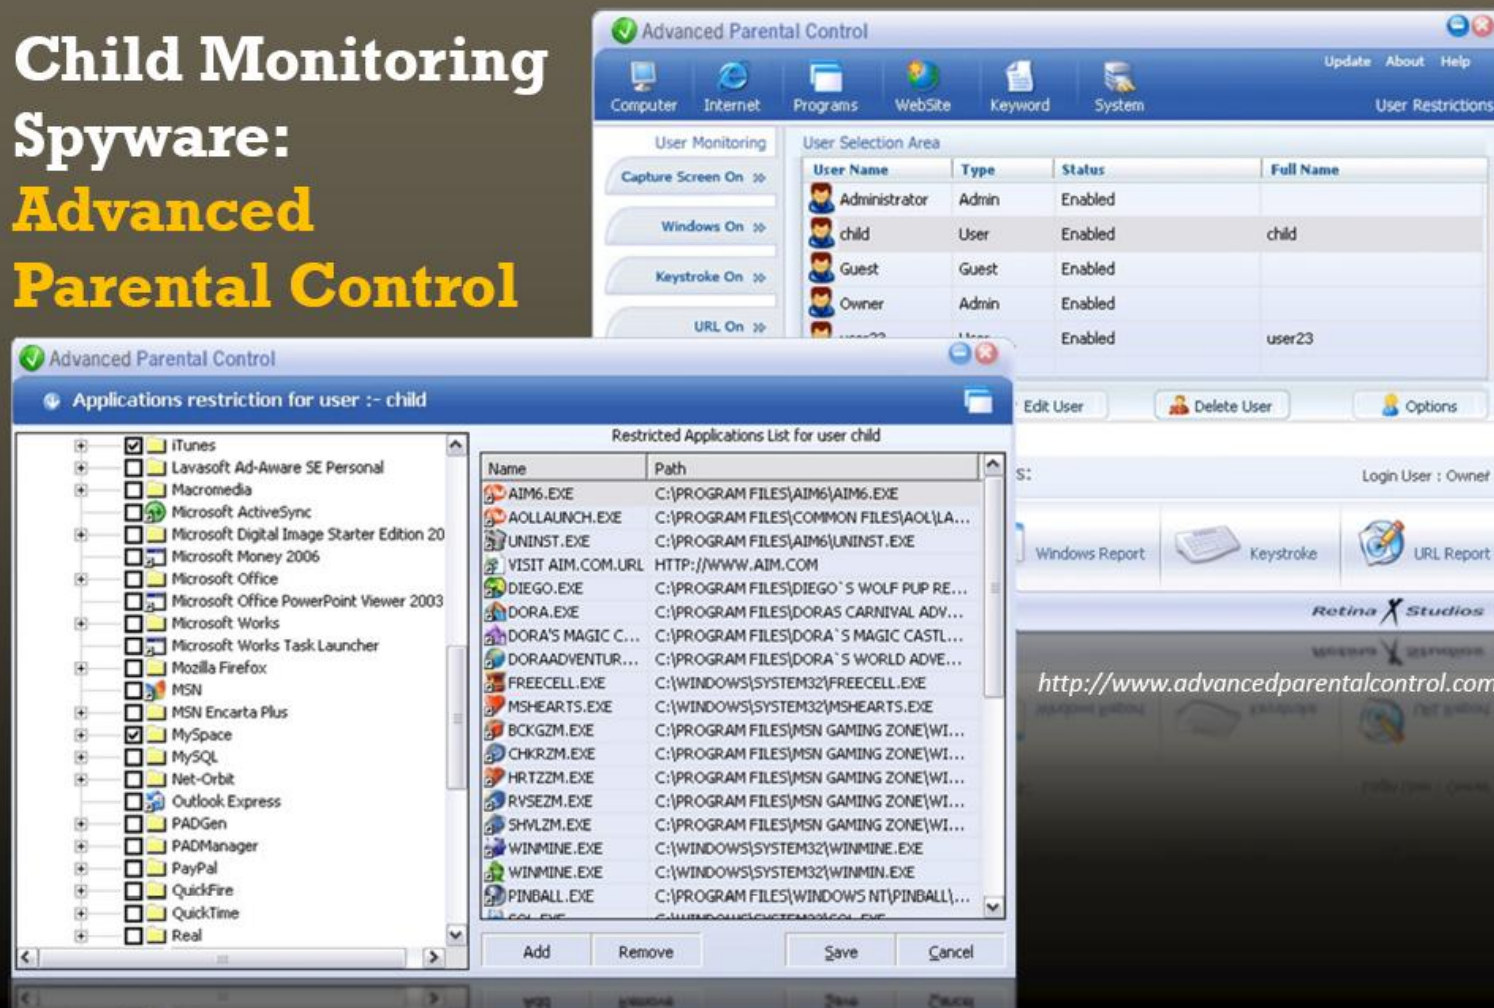 Child Monitoring
Spyware:
Advanced
Parental Control
Advanced Parental Control
Update About Help
Computer Internet Programs WebSite Keyword System
User Restrictions
User Monitoring
Capture Screen On
Windows On
Keystroke On
URL On
User Selection Area
User Name Type Status Full Name
Administrator Admin Enabled
child User Enabled child
Guest Guest Enabled
Owner Admin Enabled
user23 User Enabled user23
Edit User Delete User Options
Login User : Owner
Windows Report Keystroke URL Report
Retina X Studios
http://www.advancedparentalcontrol.com
Advanced Parental Control
Applications restriction for user :- child
iTunes
Lavasoft Ad-Aware SE Personal
Macromedia
Microsoft ActiveSync
Microsoft Digital Image Starter Edition 20
Microsoft Money 2006
Microsoft Office
Microsoft Office PowerPoint Viewer 2003
Microsoft Works
Microsoft Works Task Launcher
Mozilla Firefox
MSN
MSN Encarta Plus
MySpace
MySQL
Net-Orbit
Outlook Express
PADGen
PADManager
PayPal
QuickFire
QuickTime
Real
Restricted Applications List for user child
Name Path
AIM6.EXE C:\PROGRAM FILES\AIM6\AIM6.EXE
AOLLAUNCH.EXE C:\PROGRAM FILES\COMMON FILES\AOL\LA...
UNINST.EXE C:\PROGRAM FILES\AIM6\UNINST.EXE
VISIT AIM.COM.URL HTTP://WWW.AIM.COM
DIEGO.EXE C:\PROGRAM FILES\DIEGO`S WOLF PUP RE...
DORA.EXE C:\PROGRAM FILES\DORAS CARNIVAL ADV...
DORA'S MAGIC C... C:\PROGRAM FILES\DORA`S MAGIC CASTL...
DORAADVENTUR... C:\PROGRAM FILES\DORA`S WORLD ADVE...
FREECELL.EXE C:\WINDOWS\SYSTEM32\FREECELL.EXE
MSHEARTS.EXE C:\WINDOWS\SYSTEM32\MSHEARTS.EXE
BCKGZM.EXE C:\PROGRAM FILES\MSN GAMING ZONE\WI...
CHKRZM.EXE C:\PROGRAM FILES\MSN GAMING ZONE\WI...
HRTZZM.EXE C:\PROGRAM FILES\MSN GAMING ZONE\WI...
RVSEZM.EXE C:\PROGRAM FILES\MSN GAMING ZONE\WI...
SHVLZM.EXE C:\PROGRAM FILES\MSN GAMING ZONE\WI...
WINMINE.EXE C:\WINDOWS\SYSTEM32\WINMINE.EXE
WINMINE.EXE C:\WINDOWS\SYSTEM32\WINMIN.EXE
PINBALL.EXE C:\PROGRAM FILES\WINDOWS NT\PINBALL\...
Add Remove Save Cancel